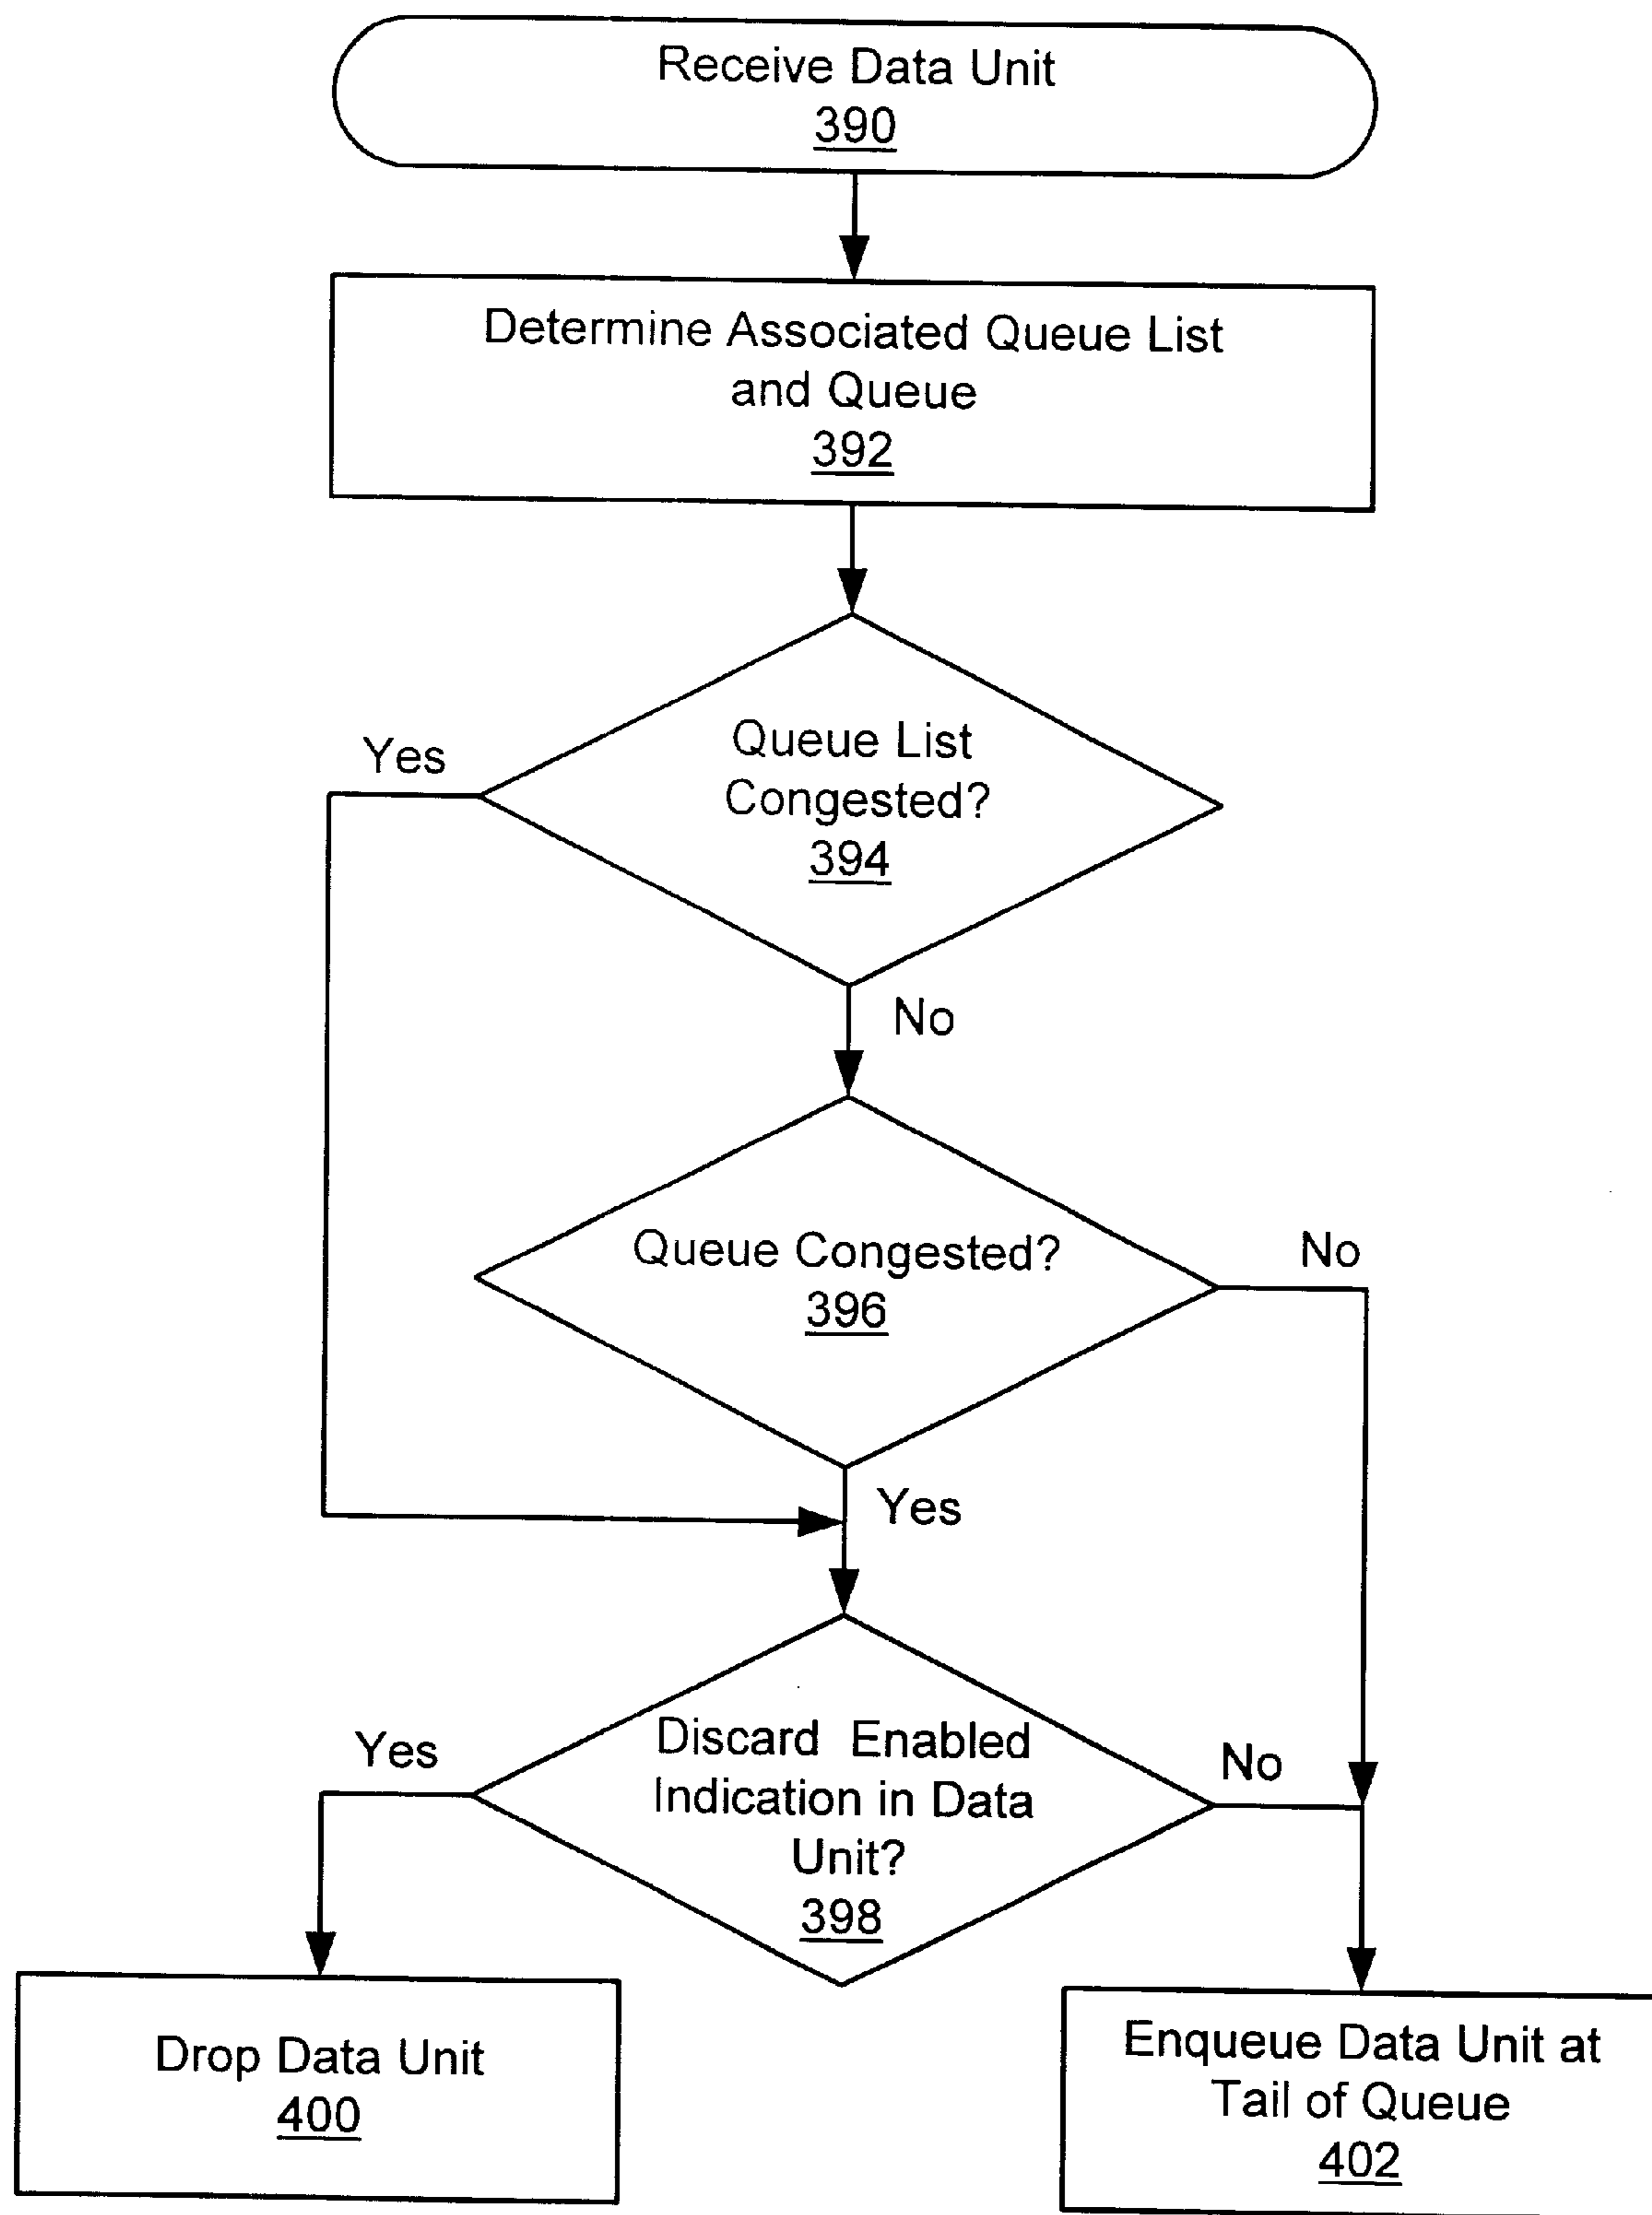 Receive Data Unit
390
Determine Associated Queue List
and Queue
392
Queue List
Congested?
394
Yes
No
Queue Congested?
396
No
Yes
Discard Enabled
Indication in Data
Unit?
398
Yes
No
Drop Data Unit
400
Enqueue Data Unit at
Tail of Queue
402